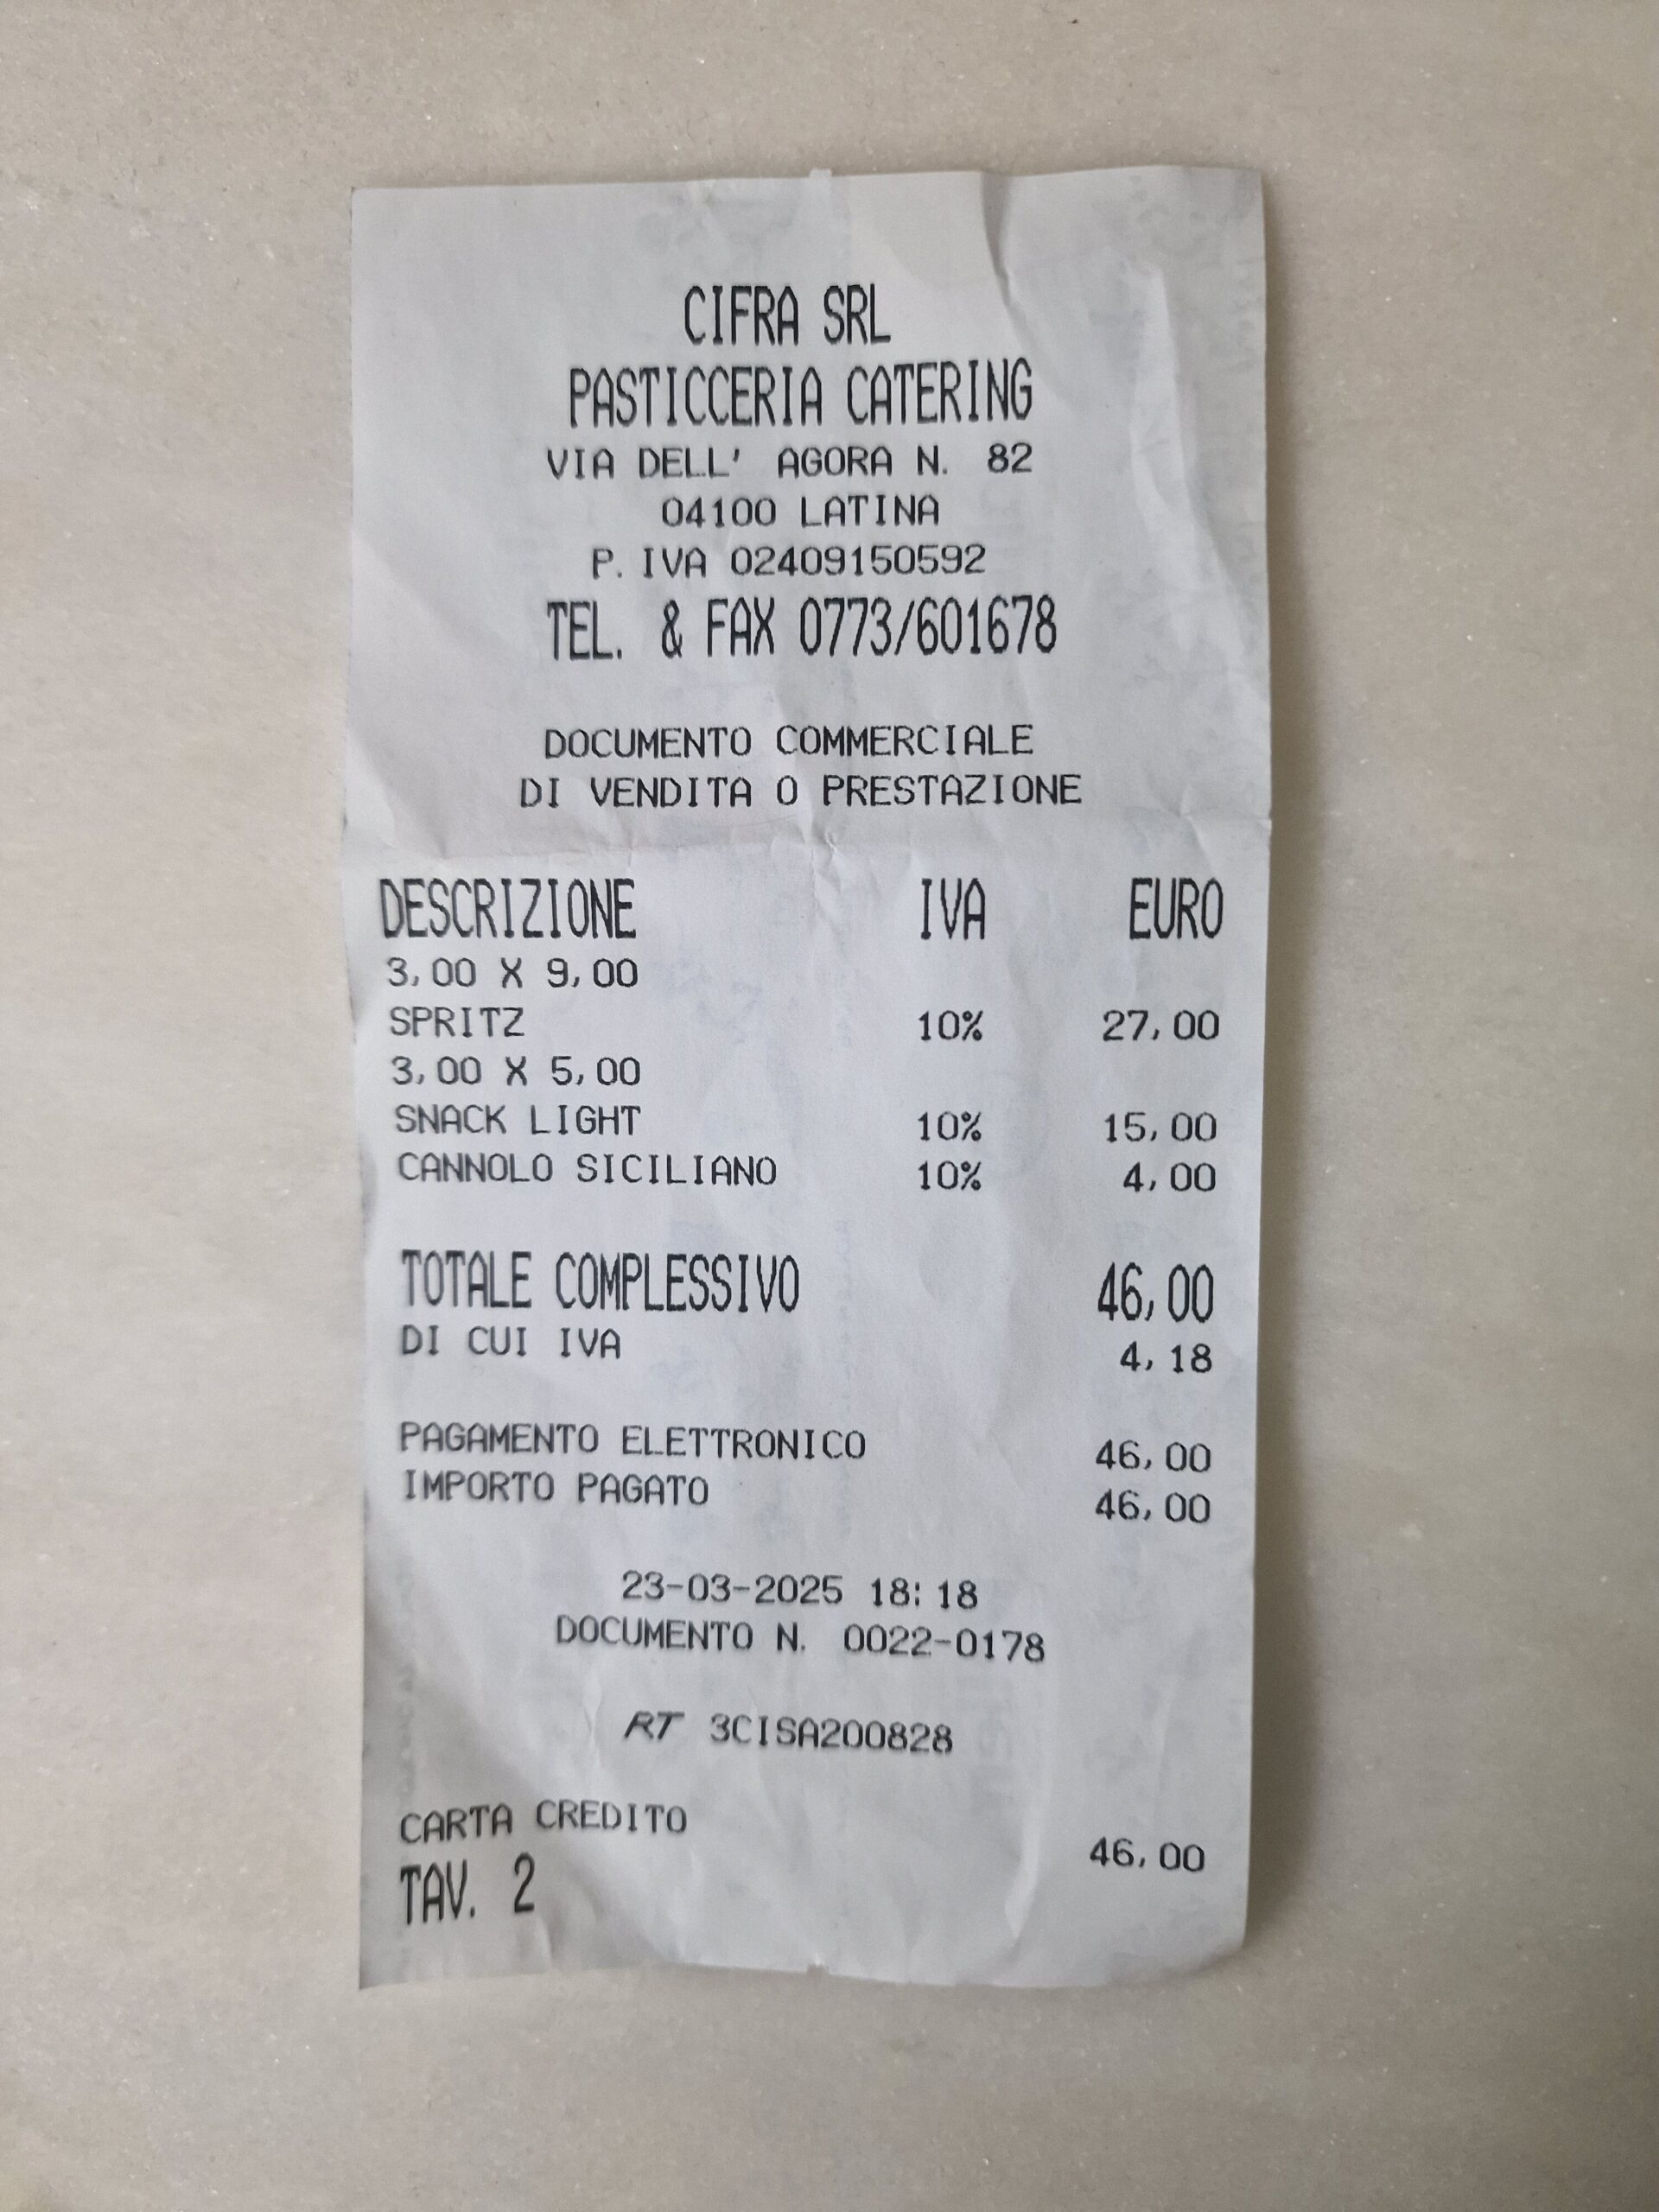 CIFRA SRL
PASTICCERIA CATERING
VIA DELL' AGORA N. 82
04100 LATINA
P. IVA 02409150592
TEL. & FAX 0773/601678
DOCUMENTO COMMERCIALE
DI VENDITA O PRESTAZIONE
DESCRIZIONE IVA EURO
3,00 X 9,00
SPRITZ 10% 27,00
3,00 X 5,00
SNACK LIGHT 10% 15,00
CANNOLO SICILIANO 10% 4,00
TOTALE COMPLESSIVO 46,00
DI CUI IVA 4,18
PAGAMENTO ELETTRONICO 46,00
IMPORTO PAGATO 46,00
23-03-2025 18:18
DOCUMENTO N. 0022-0178
RT 3CISA200828
CARTA CREDITO 46,00
TAV. 2